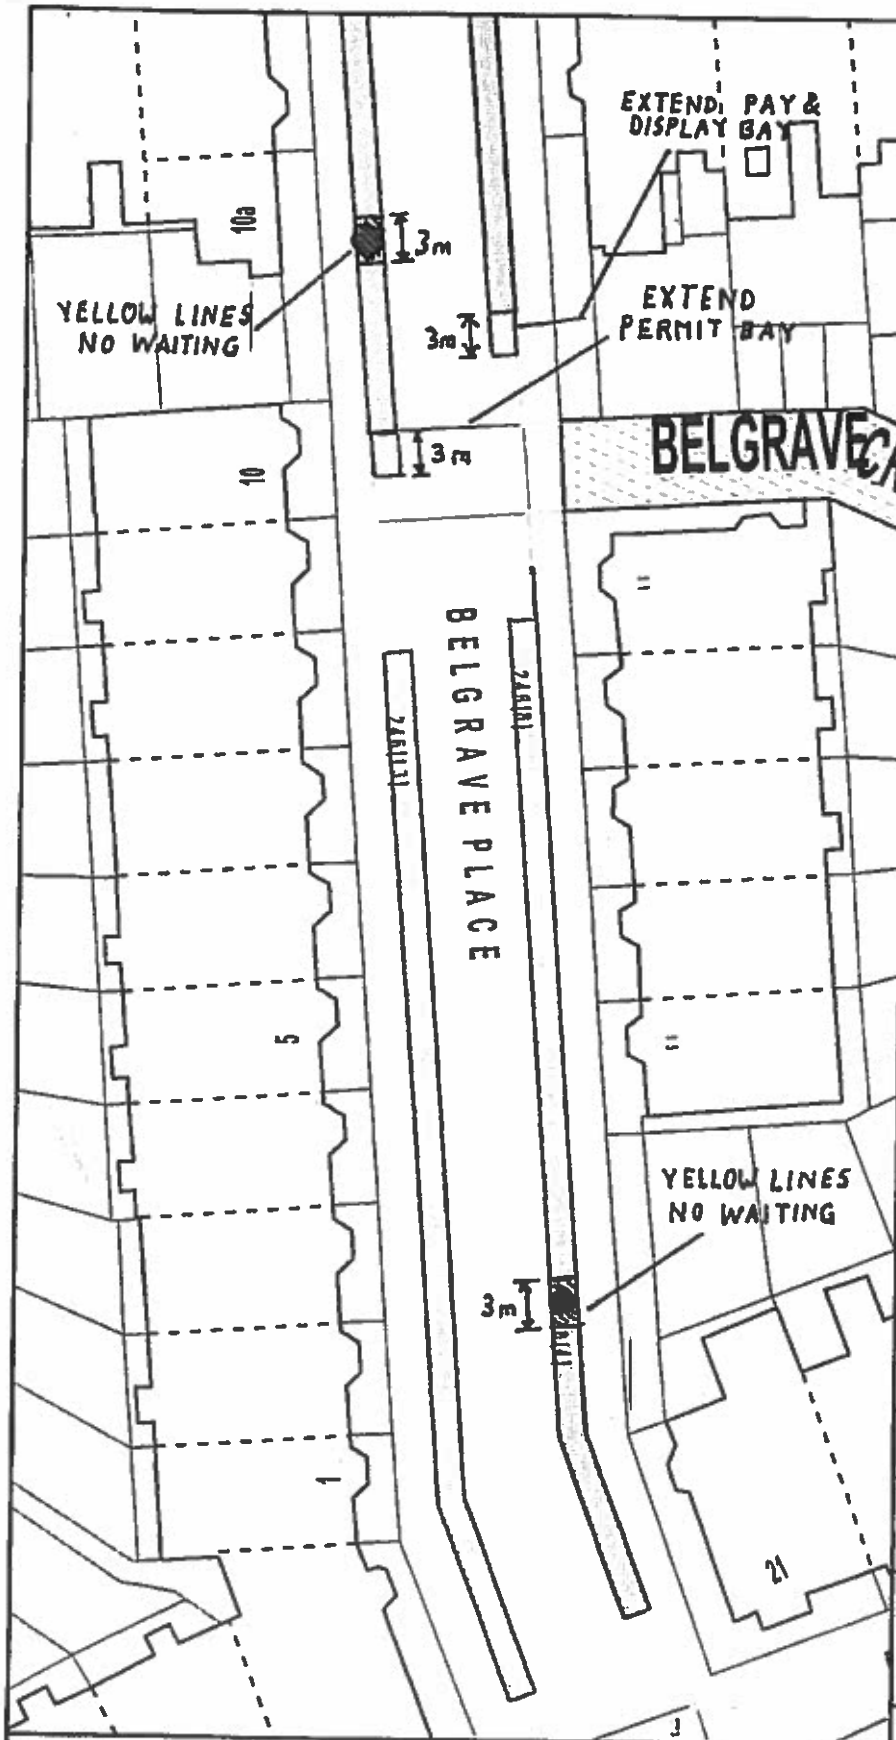 EXTEND PAY &
DISPLAY BAY
10a
3m
YELLOW LINES
NO WAITING
EXTEND
PERMIT BAY
3m
3m
10
BELGRAVE
11
BELGRAVE PLACE
5
YELLOW LINES
NO WAITING
3m
1
21